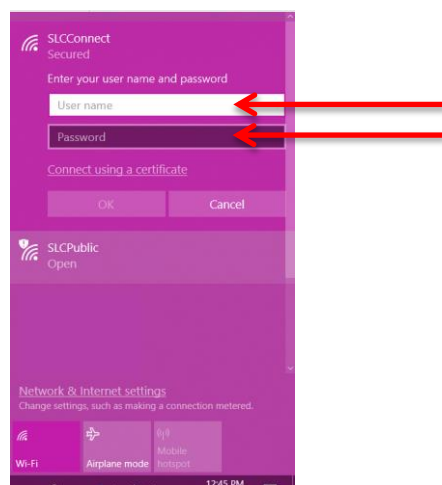 SLCConnect
Secured
Enter your user name and password
User name
Password
Connect using a certificate
OK Cancel
SLCPublic
Open
Network & Internet settings
Change settings, such as making a connection metered.
Wi-Fi Airplane mode Mobile hotspot
12:45 PM